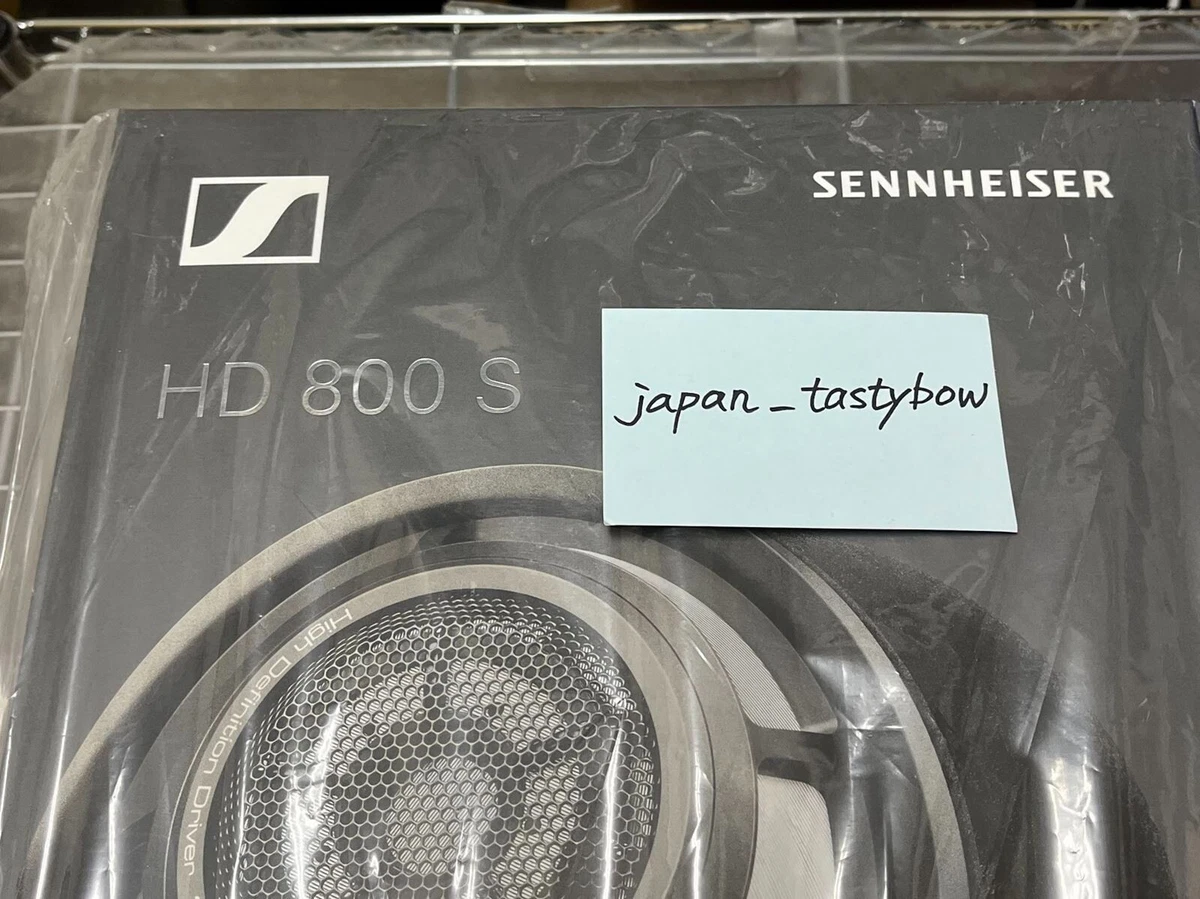 SENNHEISER
HD 800 S
japan_tastybow
High Definition Driver